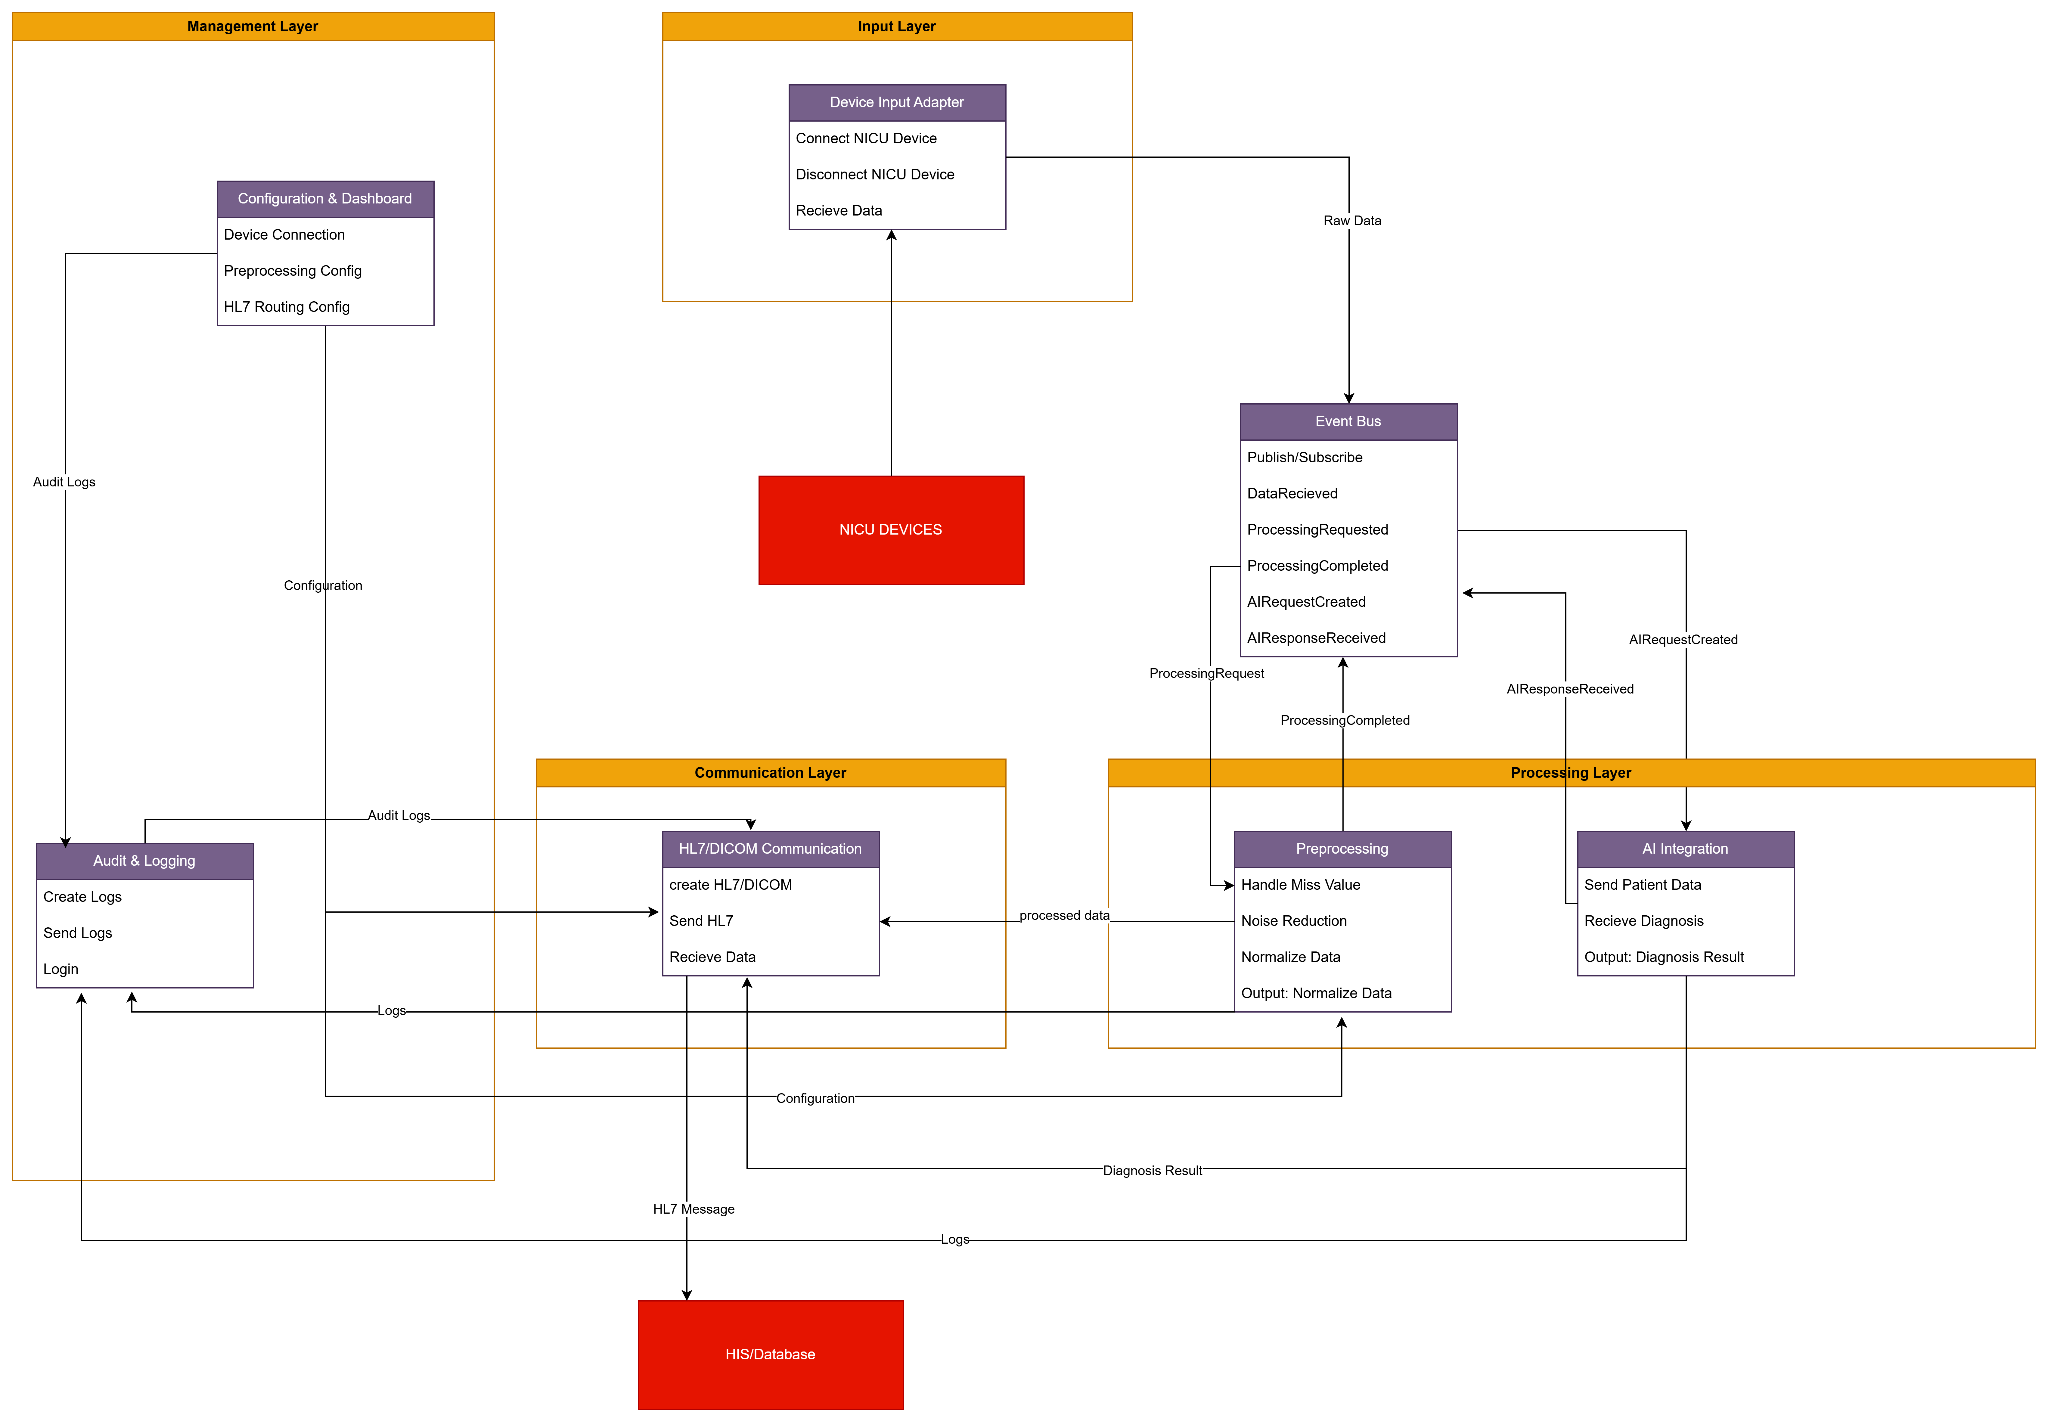 Management Layer
Configuration & Dashboard
Device Connection
Preprocessing Config
HL7 Routing Config
Audit Logs
Configuration
Audit & Logging
Create Logs
Send Logs
Login
Input Layer
Device Input Adapter
Connect NICU Device
Disconnect NICU Device
Recieve Data
Raw Data
NICU DEVICES
Event Bus
Publish/Subscribe
DataRecieved
ProcessingRequested
ProcessingCompleted
AIRequestCreated
AIResponseReceived
ProcessingRequest
ProcessingCompleted
AIResponseReceived
AIRequestCreated
Communication Layer
Audit Logs
HL7/DICOM Communication
create HL7/DICOM
Send HL7
Recieve Data
processed data
Processing Layer
Preprocessing
Handle Miss Value
Noise Reduction
Normalize Data
Output: Normalize Data
AI Integration
Send Patient Data
Recieve Diagnosis
Output: Diagnosis Result
Logs
Configuration
Diagnosis Result
HL7 Message
Logs
HIS/Database